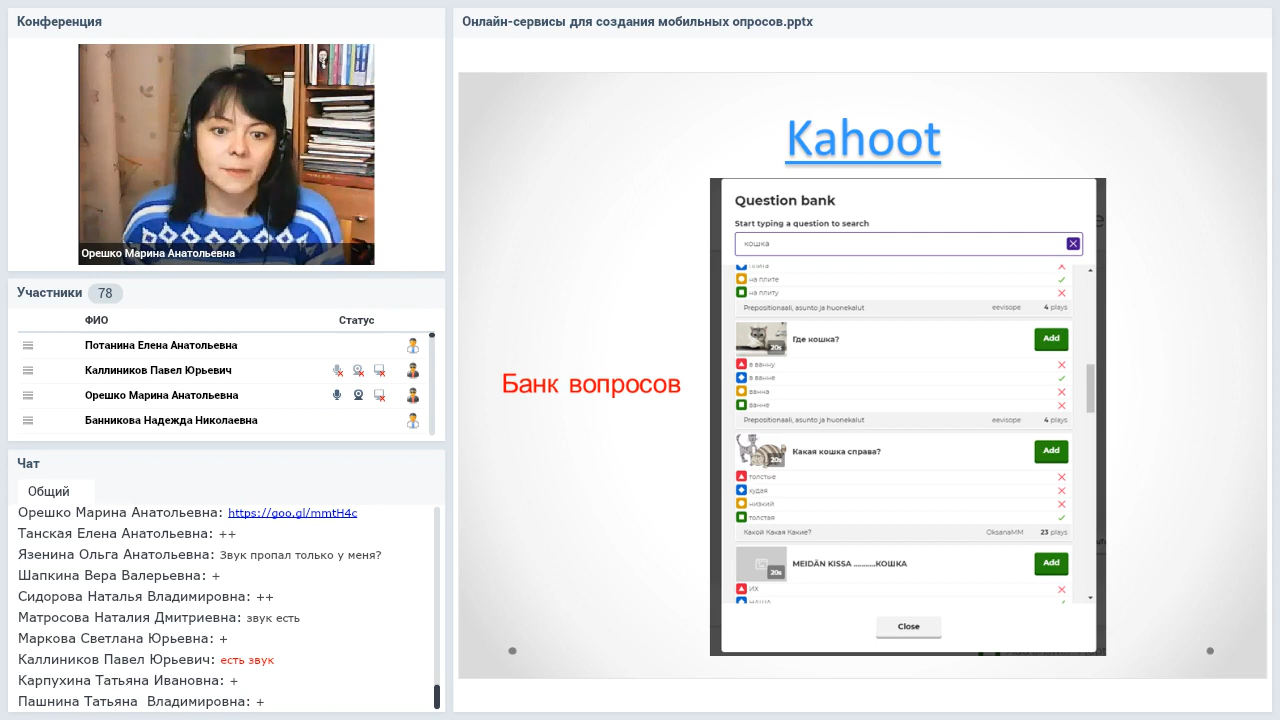 Конференция
Орешко Марина Анатольевна
Участники 78
ФИО Статус
Потанина Елена Анатольевна
Каллиников Павел Юрьевич
Орешко Марина Анатольевна
Банникова Надежда Николаевна
Чат
Общий
Орешко Марина Анатольевна: https://goo.gl/mmtH4c
Танская Елена Анатольевна: ++
Язенина Ольга Анатольевна: Звук пропал только у меня?
Шапкина Вера Валерьевна: +
Сидорова Наталья Владимировна: ++
Матросова Наталия Дмитриевна: звук есть
Маркова Светлана Юрьевна: +
Каллиников Павел Юрьевич: есть звук
Карпухина Татьяна Ивановна: +
Пашнина Татьяна Владимировна: +
Онлайн-сервисы для создания мобильных опросов.pptx
Kahoot
Банк вопросов
Question bank
Start typing a question to search
кошка
плита
на плите
на плиту
Prepositionaali, asunto ja huonekalut eevisope 4 plays
20s Где кошка? Add
в ванну
в ванне
ванна
ванне
Prepositionaali, asunto ja huonekalut eevisope 4 plays
20s Какая кошка справа? Add
толстые
худая
низкий
толстая
Какой Какая Какие? OksanaMM 23 plays
20s MEIDÄN KISSA ..........КОШКА Add
ИХ
НАША
Close